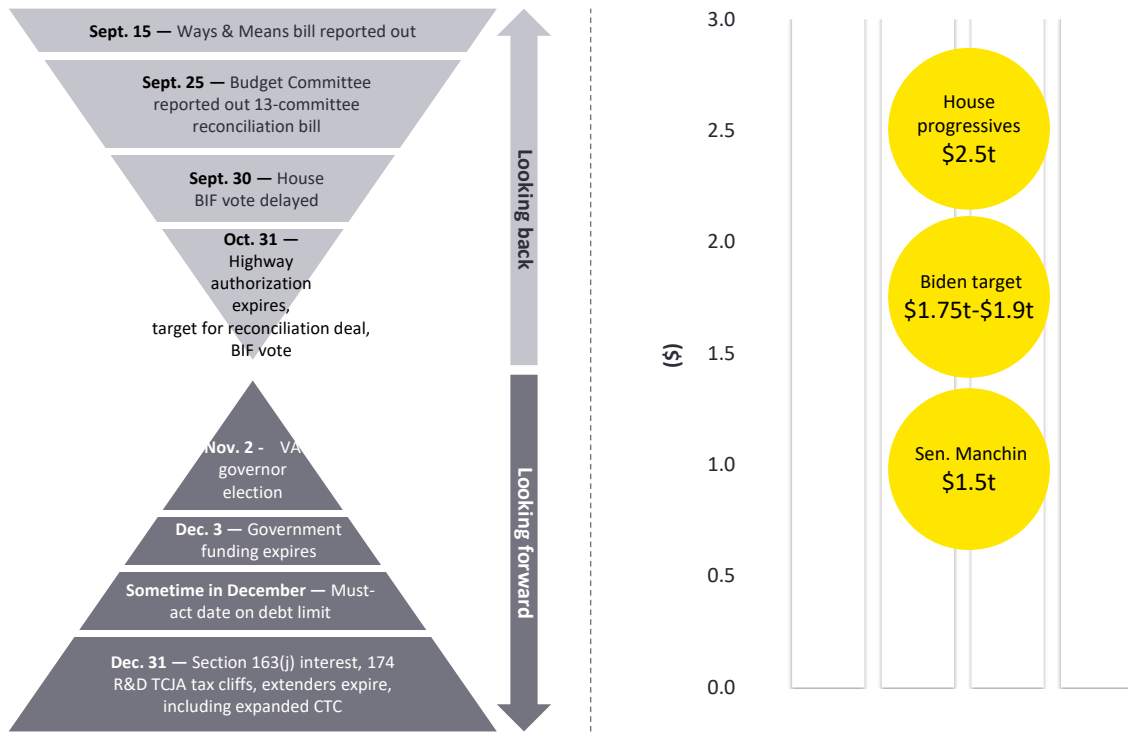 Sept. 15 — Ways & Means bill reported out
Sept. 25 — Budget Committee
reported out 13-committee
reconciliation bill
Sept. 30 — House
BIF vote delayed
Oct. 31 —
Highway
authorization
expires,
target for reconciliation deal,
BIF vote
Looking back
Nov. 2 - VA
governor
election
Dec. 3 — Government
funding expires
Sometime in December — Must-
act date on debt limit
Dec. 31 — Section 163(j) interest, 174
R&D TCJA tax cliffs, extenders expire,
including expanded CTC
Looking forward
($)
3.0
2.5
2.0
1.5
1.0
0.5
0.0
House
progressives
$2.5t
Biden target
$1.75t-$1.9t
Sen. Manchin
$1.5t